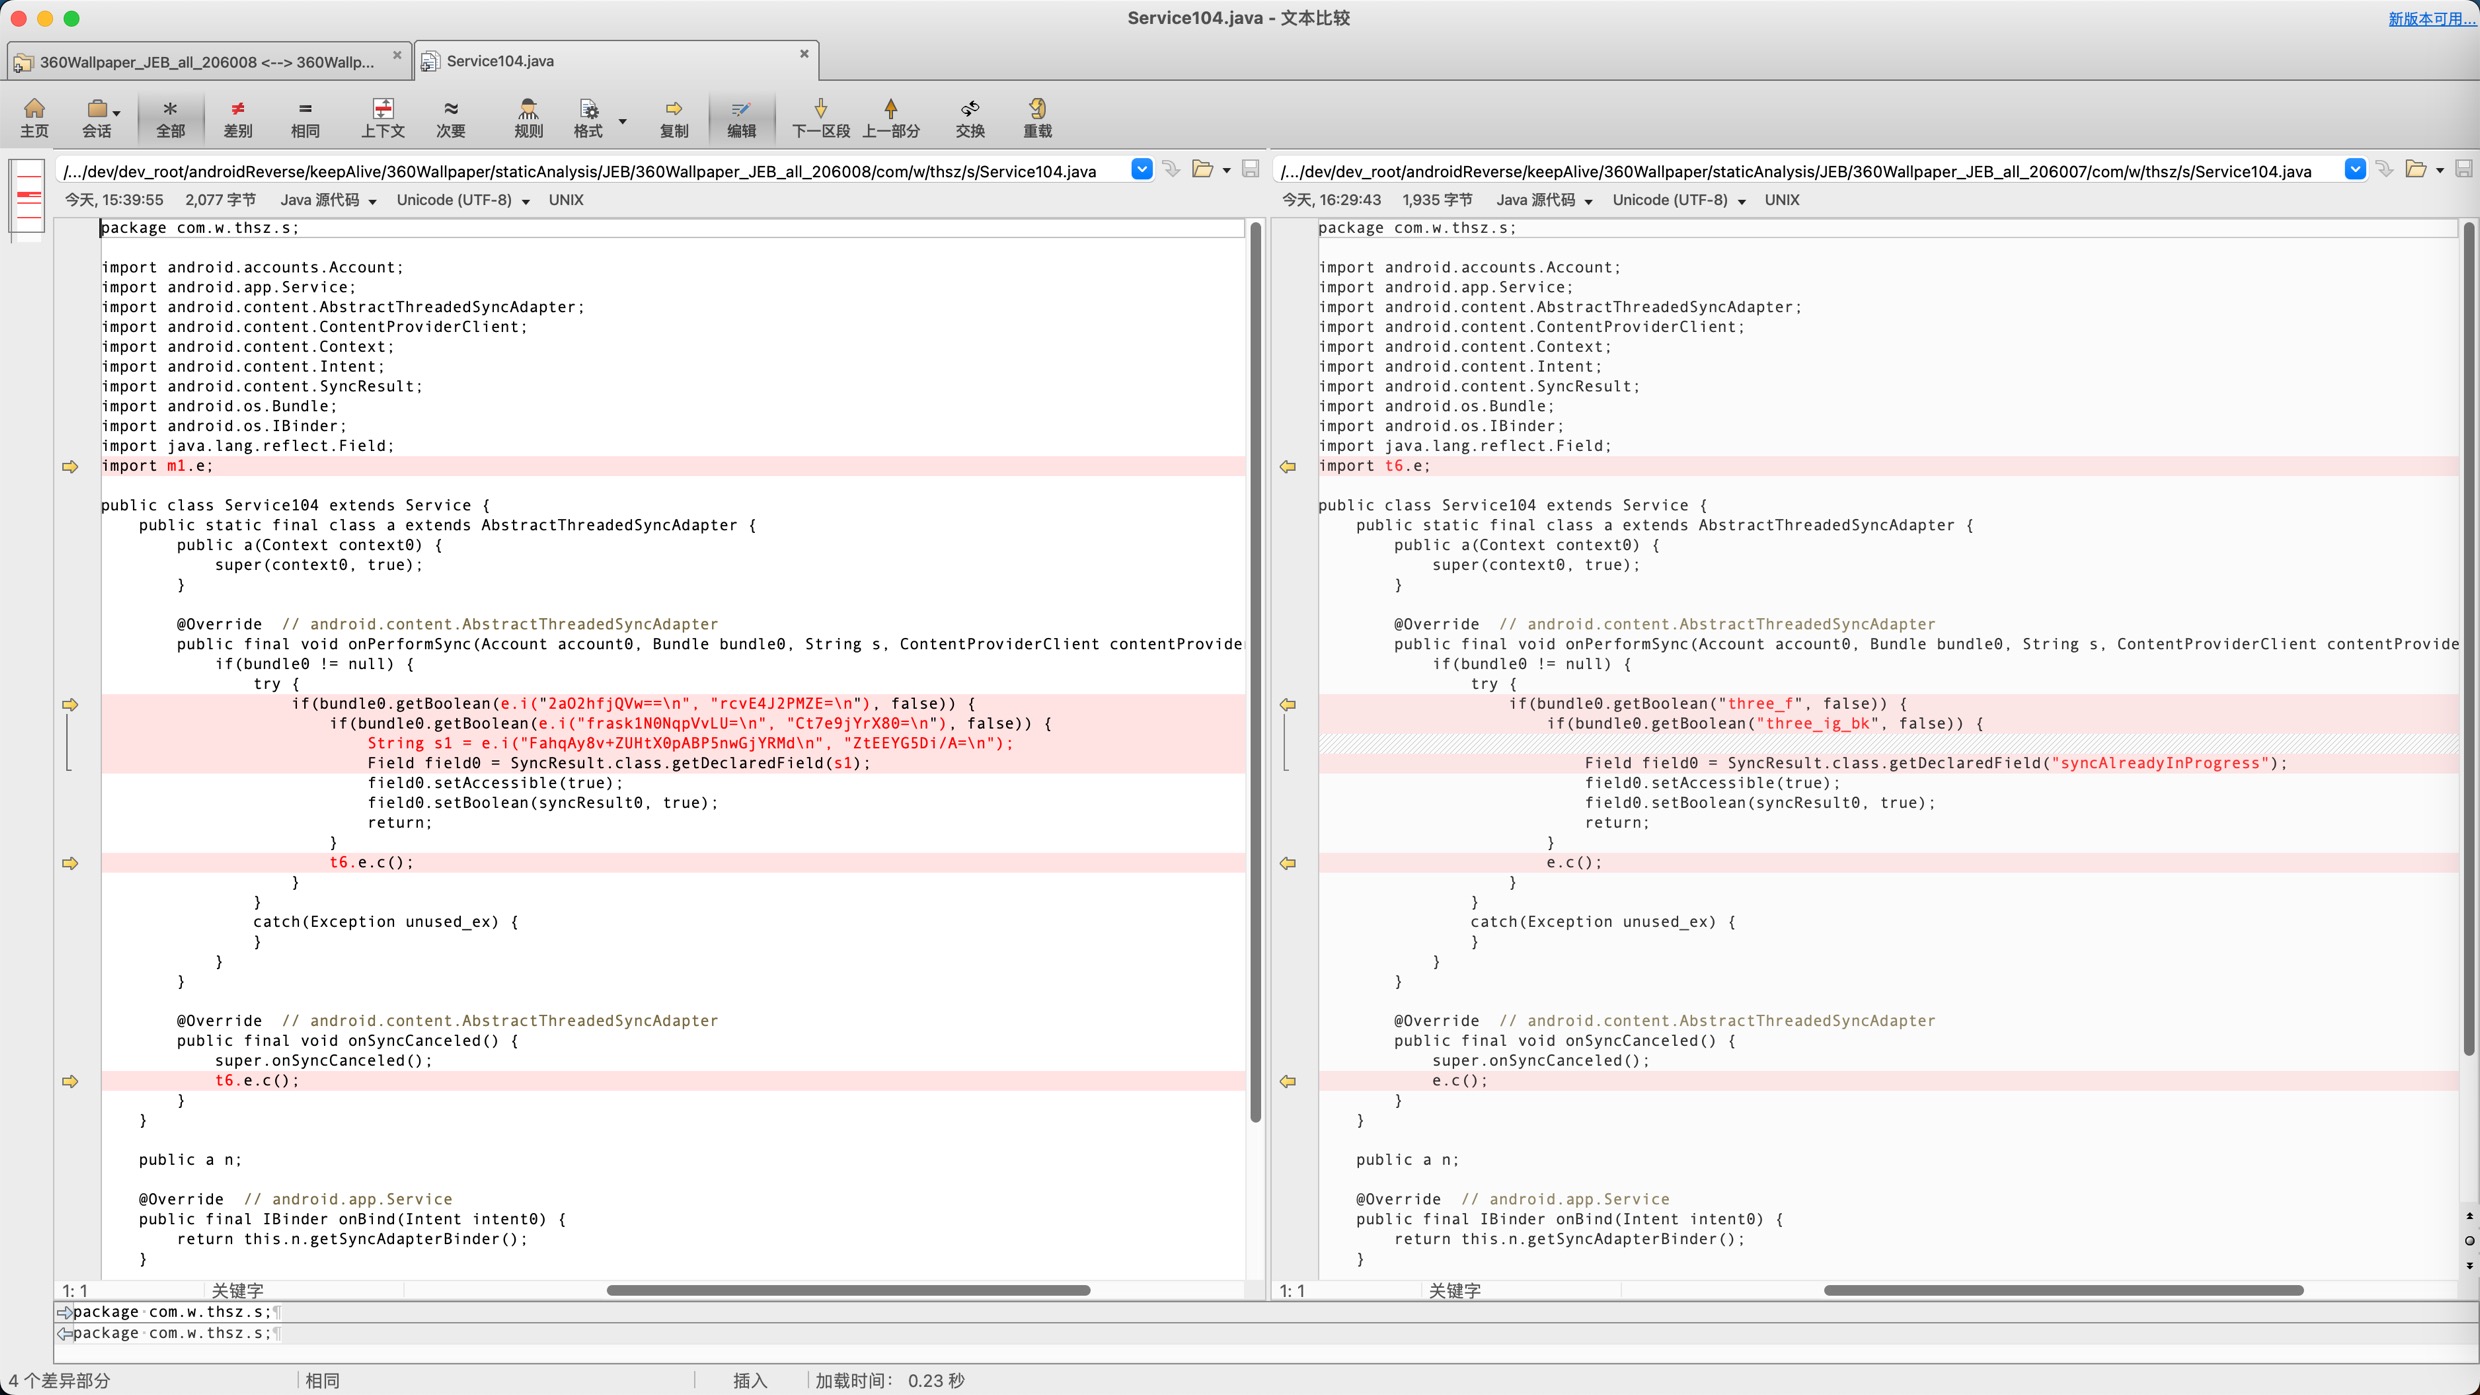 Service104.java - 文本比较
新版本可用...
360Wallpaper_JEB_all_206008 <--> 360Wallp...
Service104.java
主页
会话
全部
差别
相同
上下文
次要
规则
格式
复制
编辑
下一区段
上一部分
交换
重载
/.../dev/dev_root/androidReverse/keepAlive/360Wallpaper/staticAnalysis/JEB/360Wallpaper_JEB_all_206008/com/w/thsz/s/Service104.java
今天, 15:39:55 2,077 字节 Java 源代码 Unicode (UTF-8) UNIX
package com.w.thsz.s;
import android.accounts.Account;
import android.app.Service;
import android.content.AbstractThreadedSyncAdapter;
import android.content.ContentProviderClient;
import android.content.Context;
import android.content.Intent;
import android.content.SyncResult;
import android.os.Bundle;
import android.os.IBinder;
import java.lang.reflect.Field;
import m1.e;
public class Service104 extends Service {
public static final class a extends AbstractThreadedSyncAdapter {
public a(Context context0) {
super(context0, true);
}
@Override // android.content.AbstractThreadedSyncAdapter
public final void onPerformSync(Account account0, Bundle bundle0, String s, ContentProviderClient contentProvide
if(bundle0 != null) {
try {
if(bundle0.getBoolean(e.i("2aO2hfjQVw==\n", "rcvE4J2PMZE=\n"), false)) {
if(bundle0.getBoolean(e.i("frask1N0NqpVvLU=\n", "Ct7e9jYrX80=\n"), false)) {
String s1 = e.i("FahqAy8v+ZUHtX0pABP5nwGjYRMd\n", "ZtEEYG5Di/A=\n");
Field field0 = SyncResult.class.getDeclaredField(s1);
field0.setAccessible(true);
field0.setBoolean(syncResult0, true);
return;
}
t6.e.c();
}
}
catch(Exception unused_ex) {
}
}
}
@Override // android.content.AbstractThreadedSyncAdapter
public final void onSyncCanceled() {
super.onSyncCanceled();
t6.e.c();
}
}
public a n;
@Override // android.app.Service
public final IBinder onBind(Intent intent0) {
return this.n.getSyncAdapterBinder();
}
1: 1 关键字
/.../dev/dev_root/androidReverse/keepAlive/360Wallpaper/staticAnalysis/JEB/360Wallpaper_JEB_all_206007/com/w/thsz/s/Service104.java
今天, 16:29:43 1,935 字节 Java 源代码 Unicode (UTF-8) UNIX
package com.w.thsz.s;
import android.accounts.Account;
import android.app.Service;
import android.content.AbstractThreadedSyncAdapter;
import android.content.ContentProviderClient;
import android.content.Context;
import android.content.Intent;
import android.content.SyncResult;
import android.os.Bundle;
import android.os.IBinder;
import java.lang.reflect.Field;
import t6.e;
public class Service104 extends Service {
public static final class a extends AbstractThreadedSyncAdapter {
public a(Context context0) {
super(context0, true);
}
@Override // android.content.AbstractThreadedSyncAdapter
public final void onPerformSync(Account account0, Bundle bundle0, String s, ContentProviderClient contentProvide
if(bundle0 != null) {
try {
if(bundle0.getBoolean("three_f", false)) {
if(bundle0.getBoolean("three_ig_bk", false)) {
Field field0 = SyncResult.class.getDeclaredField("syncAlreadyInProgress");
field0.setAccessible(true);
field0.setBoolean(syncResult0, true);
return;
}
e.c();
}
}
catch(Exception unused_ex) {
}
}
}
@Override // android.content.AbstractThreadedSyncAdapter
public final void onSyncCanceled() {
super.onSyncCanceled();
e.c();
}
}
public a n;
@Override // android.app.Service
public final IBinder onBind(Intent intent0) {
return this.n.getSyncAdapterBinder();
}
1: 1 关键字
package·com.w.thsz.s;¶
package·com.w.thsz.s;¶
4 个差异部分 相同 插入 加载时间: 0.23 秒